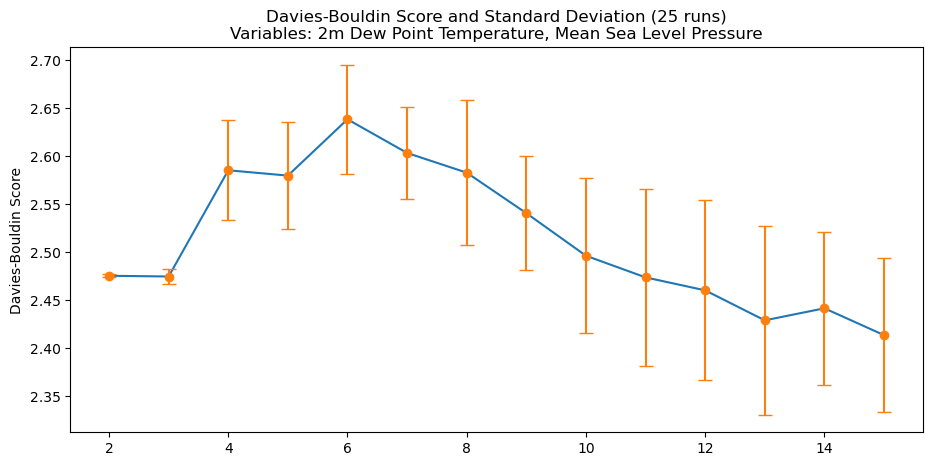 Davies-Bouldin Score and Standard Deviation (25 runs)
Variables: 2m Dew Point Temperature, Mean Sea Level Pressure
Davies-Bouldin Score
2.70
2.65
2.60
2.55
2.50
2.45
2.40
2.35
2 4 6 8 10 12 14